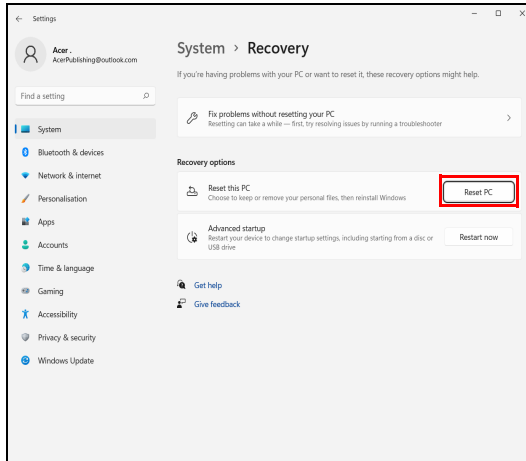 Settings
Acer .
AcerPublishing@outlook.com
Find a setting
System
Bluetooth & devices
Network & internet
Personalisation
Apps
Accounts
Time & language
Gaming
Accessibility
Privacy & security
Windows Update
System > Recovery
If you're having problems with your PC or want to reset it, these recovery options might help.
Fix problems without resetting your PC
Resetting can take a while — first, try resolving issues by running a troubleshooter
Recovery options
Reset this PC
Choose to keep or remove your personal files, then reinstall Windows
Reset PC
Advanced startup
Restart your device to change startup settings, including starting from a disc or
USB drive
Restart now
Get help
Give feedback